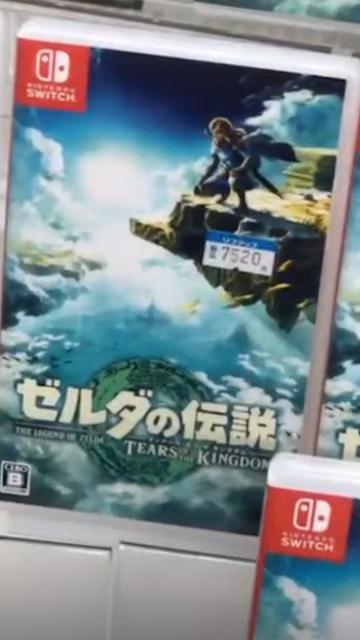 NINTENDO
SWITCH
7520
ゼルダの伝説
THE LEGEND OF ZELDA
TEARS OF THE KINGDOM
CERO
B
NINTENDO
SWITCH